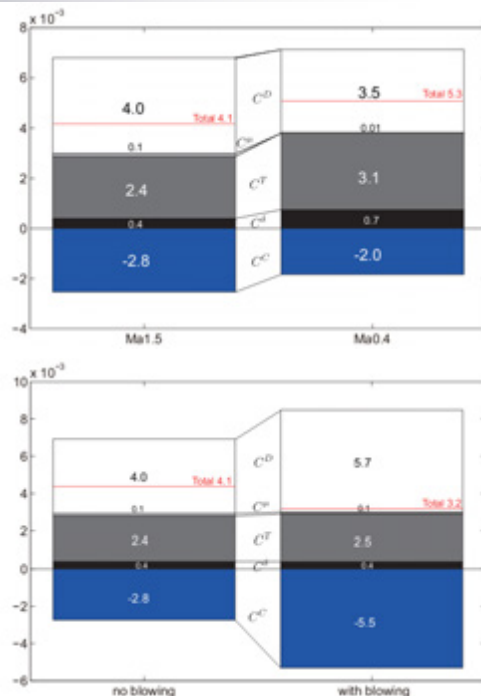 x 10⁻³
8
6
4
2
0
−2
−4
4.0
Total 4.1
0.1
2.4
0.4
-2.8
C^D
C^μ
C^T
C^d
C^C
3.5
Total 5.3
0.01
3.1
0.7
-2.0
Ma1.5
Ma0.4
x 10⁻³
10
8
6
4
2
0
−2
−4
−6
4.0
Total 4.1
0.1
2.4
0.4
-2.8
C^D
C^μ
C^T
C^d
C^C
5.7
Total 3.2
0.1
2.5
0.4
-5.5
no blowing
with blowing